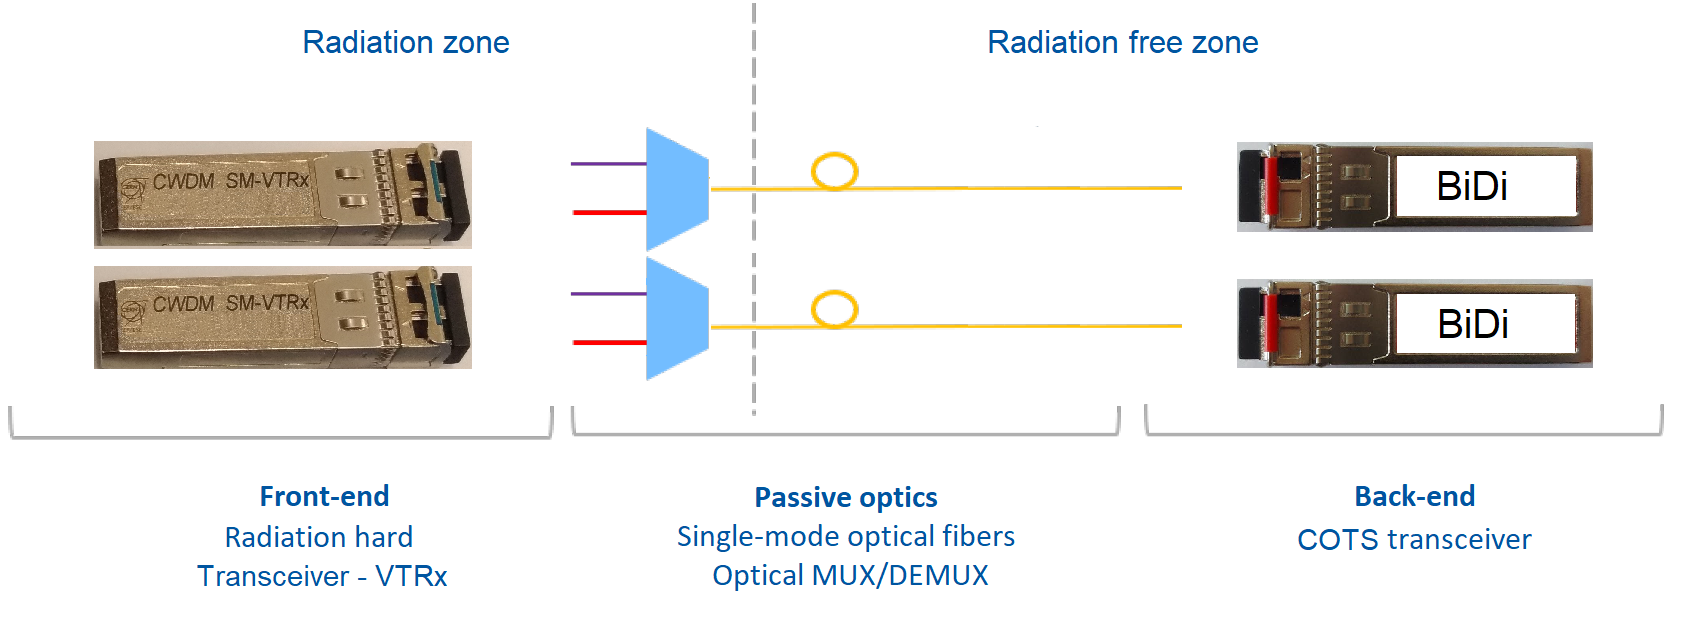 Radiation zone
Radiation free zone
CWDM SM-VTRx
BiDi
CWDM SM-VTRx
BiDi
Front-end
Radiation hard
Transceiver - VTRx
Passive optics
Single-mode optical fibers
Optical MUX/DEMUX
Back-end
COTS transceiver